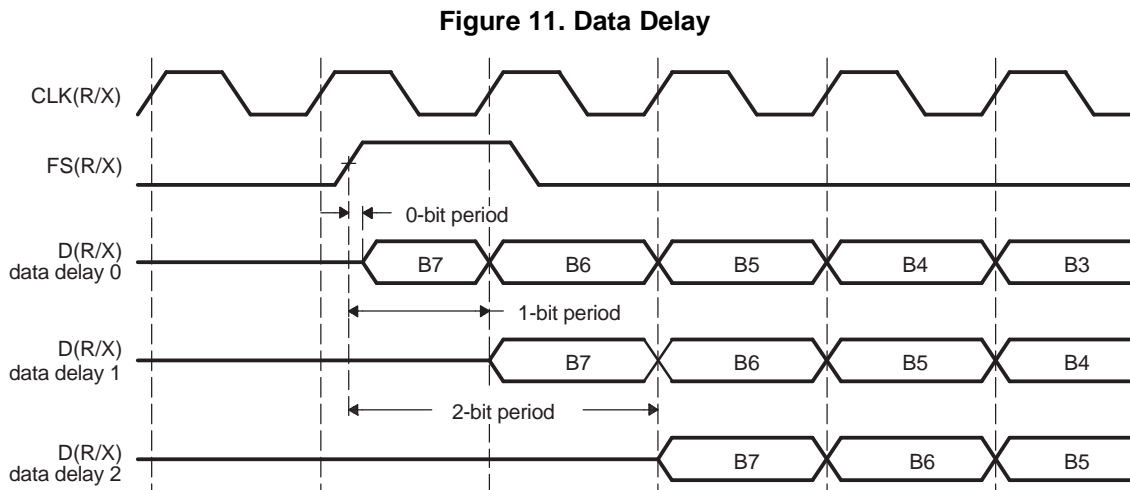 Figure 11. Data Delay
CLK(R/X)
FS(R/X)
0-bit period
D(R/X)
data delay 0
B7 B6 B5 B4 B3
1-bit period
D(R/X)
data delay 1
B7 B6 B5 B4
2-bit period
D(R/X)
data delay 2
B7 B6 B5